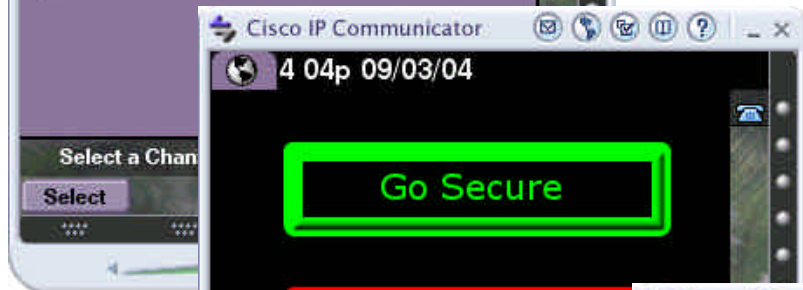 Cisco IP Communicator
4 04p 09/03/04
Go Secure
Select a Chan
Select